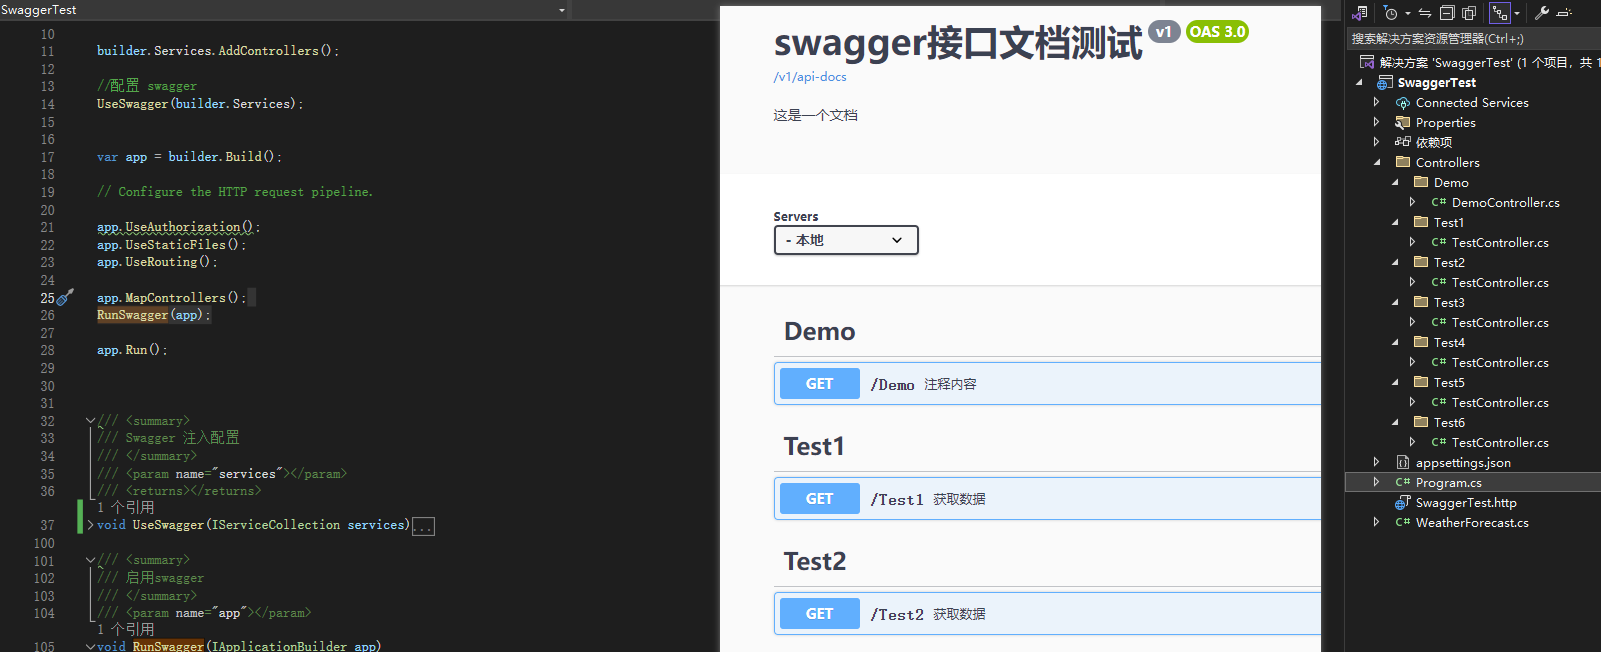 SwaggerTest
10
11 builder.Services.AddControllers();
12
13 //配置 swagger
14 UseSwagger(builder.Services);
15
16
17 var app = builder.Build();
18
19 // Configure the HTTP request pipeline.
20
21 app.UseAuthorization();
22 app.UseStaticFiles();
23 app.UseRouting();
24
25 app.MapControllers();
26 RunSwagger(app);
27
28 app.Run();
29
30
31
32 /// <summary>
33 /// Swagger 注入配置
34 /// </summary>
35 /// <param name="services"></param>
36 /// <returns></returns>
1 个引用
37 void UseSwagger(IServiceCollection services)...
100
101 /// <summary>
102 /// 启用swagger
103 /// </summary>
104 /// <param name="app"></param>
1 个引用
105 void RunSwagger(IApplicationBuilder app)
swagger接口文档测试 v1 OAS 3.0
/v1/api-docs
这是一个文档
Servers
- 本地
Demo
GET /Demo 注释内容
Test1
GET /Test1 获取数据
Test2
GET /Test2 获取数据
搜索解决方案资源管理器(Ctrl+;)
解决方案 'SwaggerTest' (1 个项目, 共 1
SwaggerTest
Connected Services
Properties
依赖项
Controllers
Demo
C# DemoController.cs
Test1
C# TestController.cs
Test2
C# TestController.cs
Test3
C# TestController.cs
Test4
C# TestController.cs
Test5
C# TestController.cs
Test6
C# TestController.cs
appsettings.json
C# Program.cs
SwaggerTest.http
C# WeatherForecast.cs